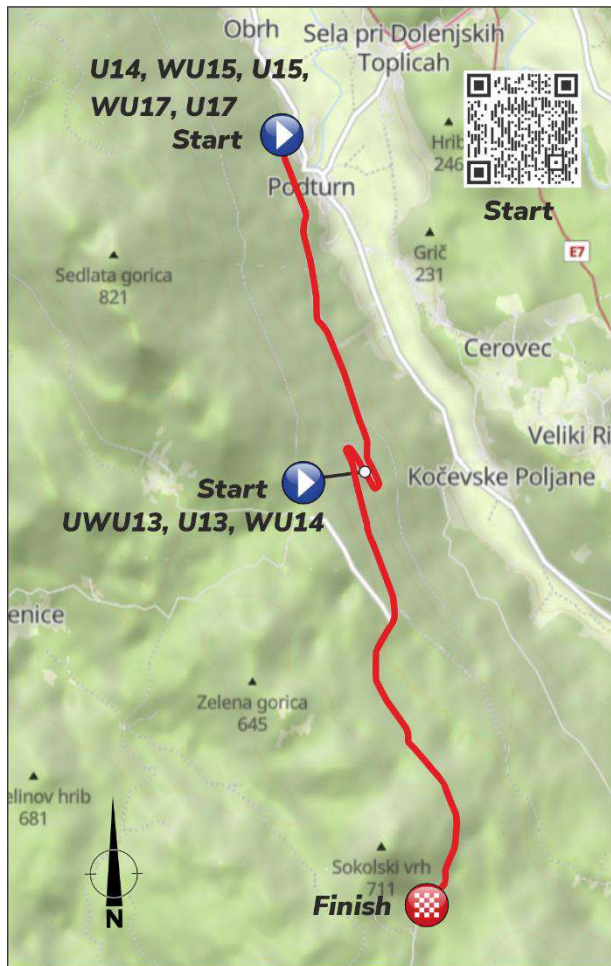 Obrh
Sela pri Dolenjskih
Toplicah
U14, WU15, U15,
WU17, U17
Start
Hrib
246
Podturn
Start
Grič
231
E7
Sedlata gorica
821
Cerovec
Veliki Ri
Kočevske Poljane
Start
UWU13, U13, WU14
enice
Zelena gorica
645
elinov hrib
681
Sokolski vrh
711
Finish
N